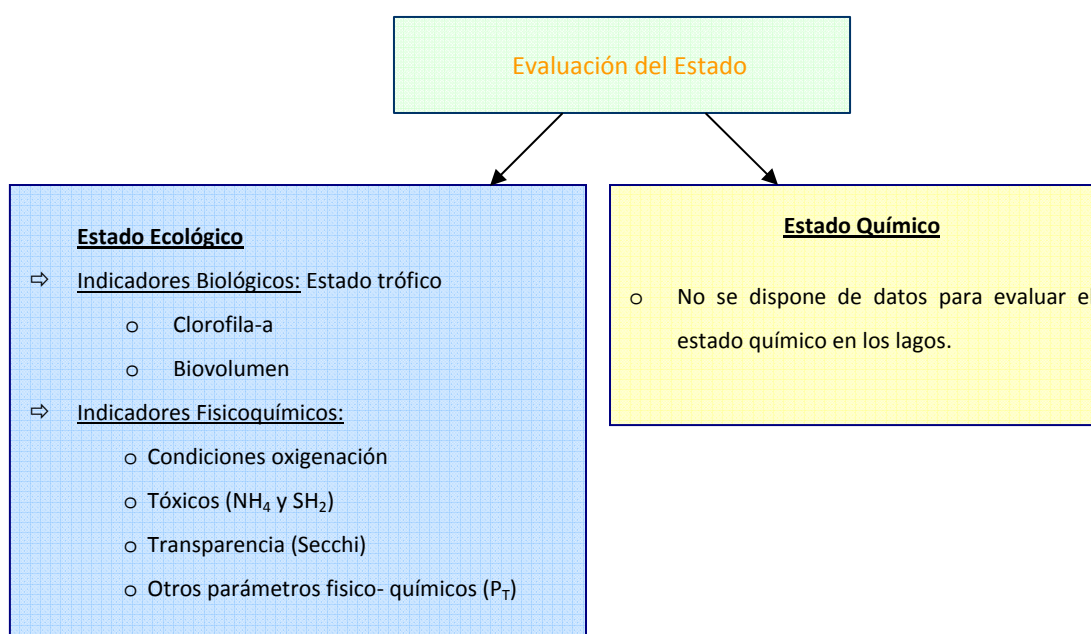 Evaluación del Estado
Estado Ecológico
⇨ Indicadores Biológicos: Estado trófico
o Clorofila-a
o Biovolumen
⇨ Indicadores Fisicoquímicos:
o Condiciones oxigenación
o Tóxicos (NH₄ y SH₂)
o Transparencia (Secchi)
o Otros parámetros fisico- químicos (P_T)
Estado Químico
o No se dispone de datos para evaluar el
estado químico en los lagos.